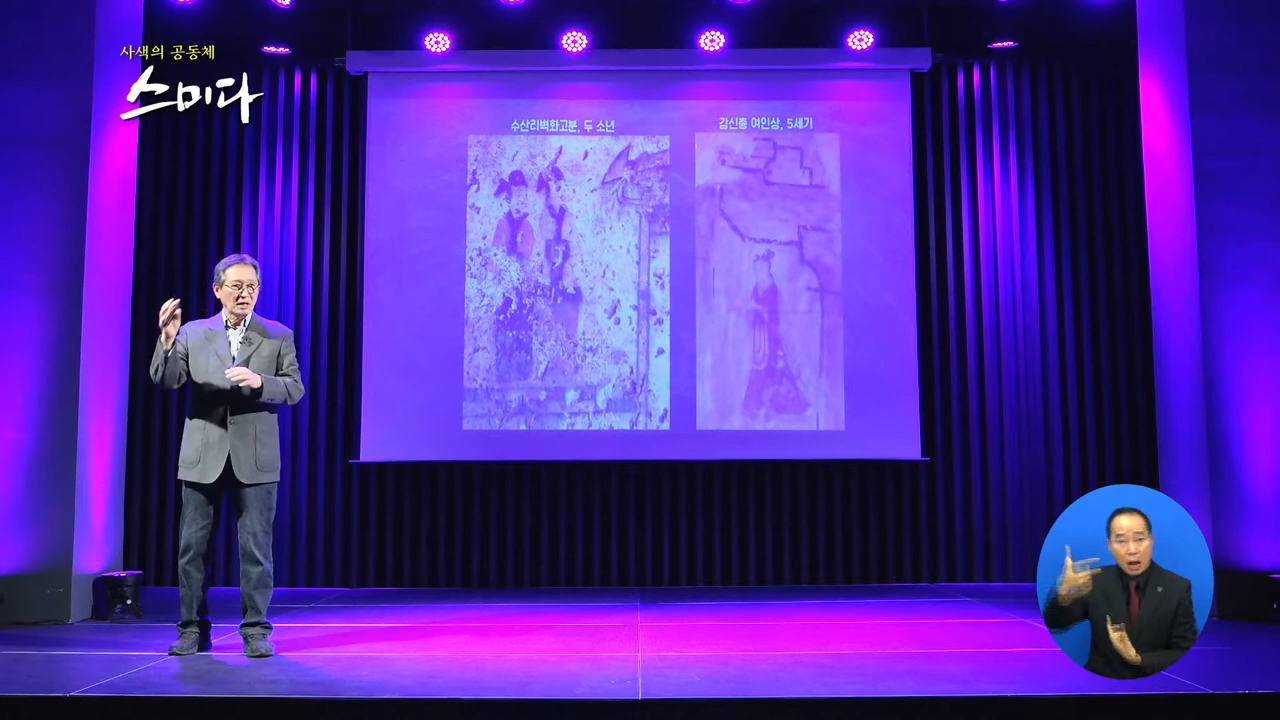 사색의 공동체
스미다
수산리벽화고분, 두 소년
감신총 여인상, 5세기